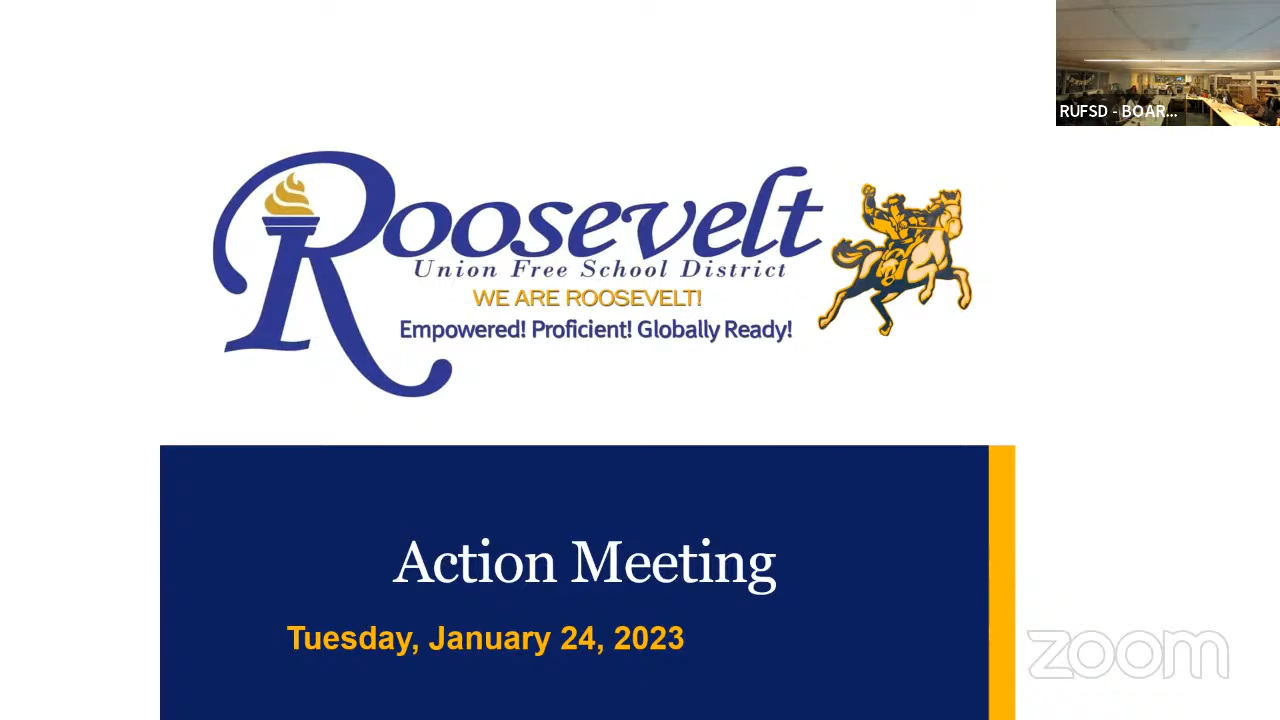 RUFSD - BOAR...
Roosevelt
Union Free School District
WE ARE ROOSEVELT!
Empowered! Proficient! Globally Ready!
Action Meeting
Tuesday, January 24, 2023
zoom